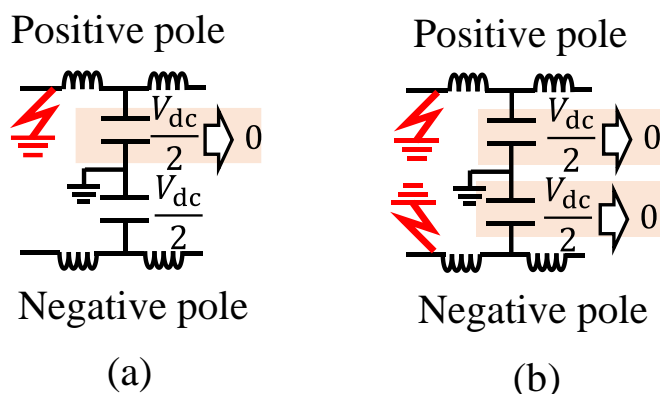 Positive pole
V_dc/2 0
V_dc/2
Negative pole
(a)
Positive pole
V_dc/2 0
V_dc/2 0
Negative pole
(b)